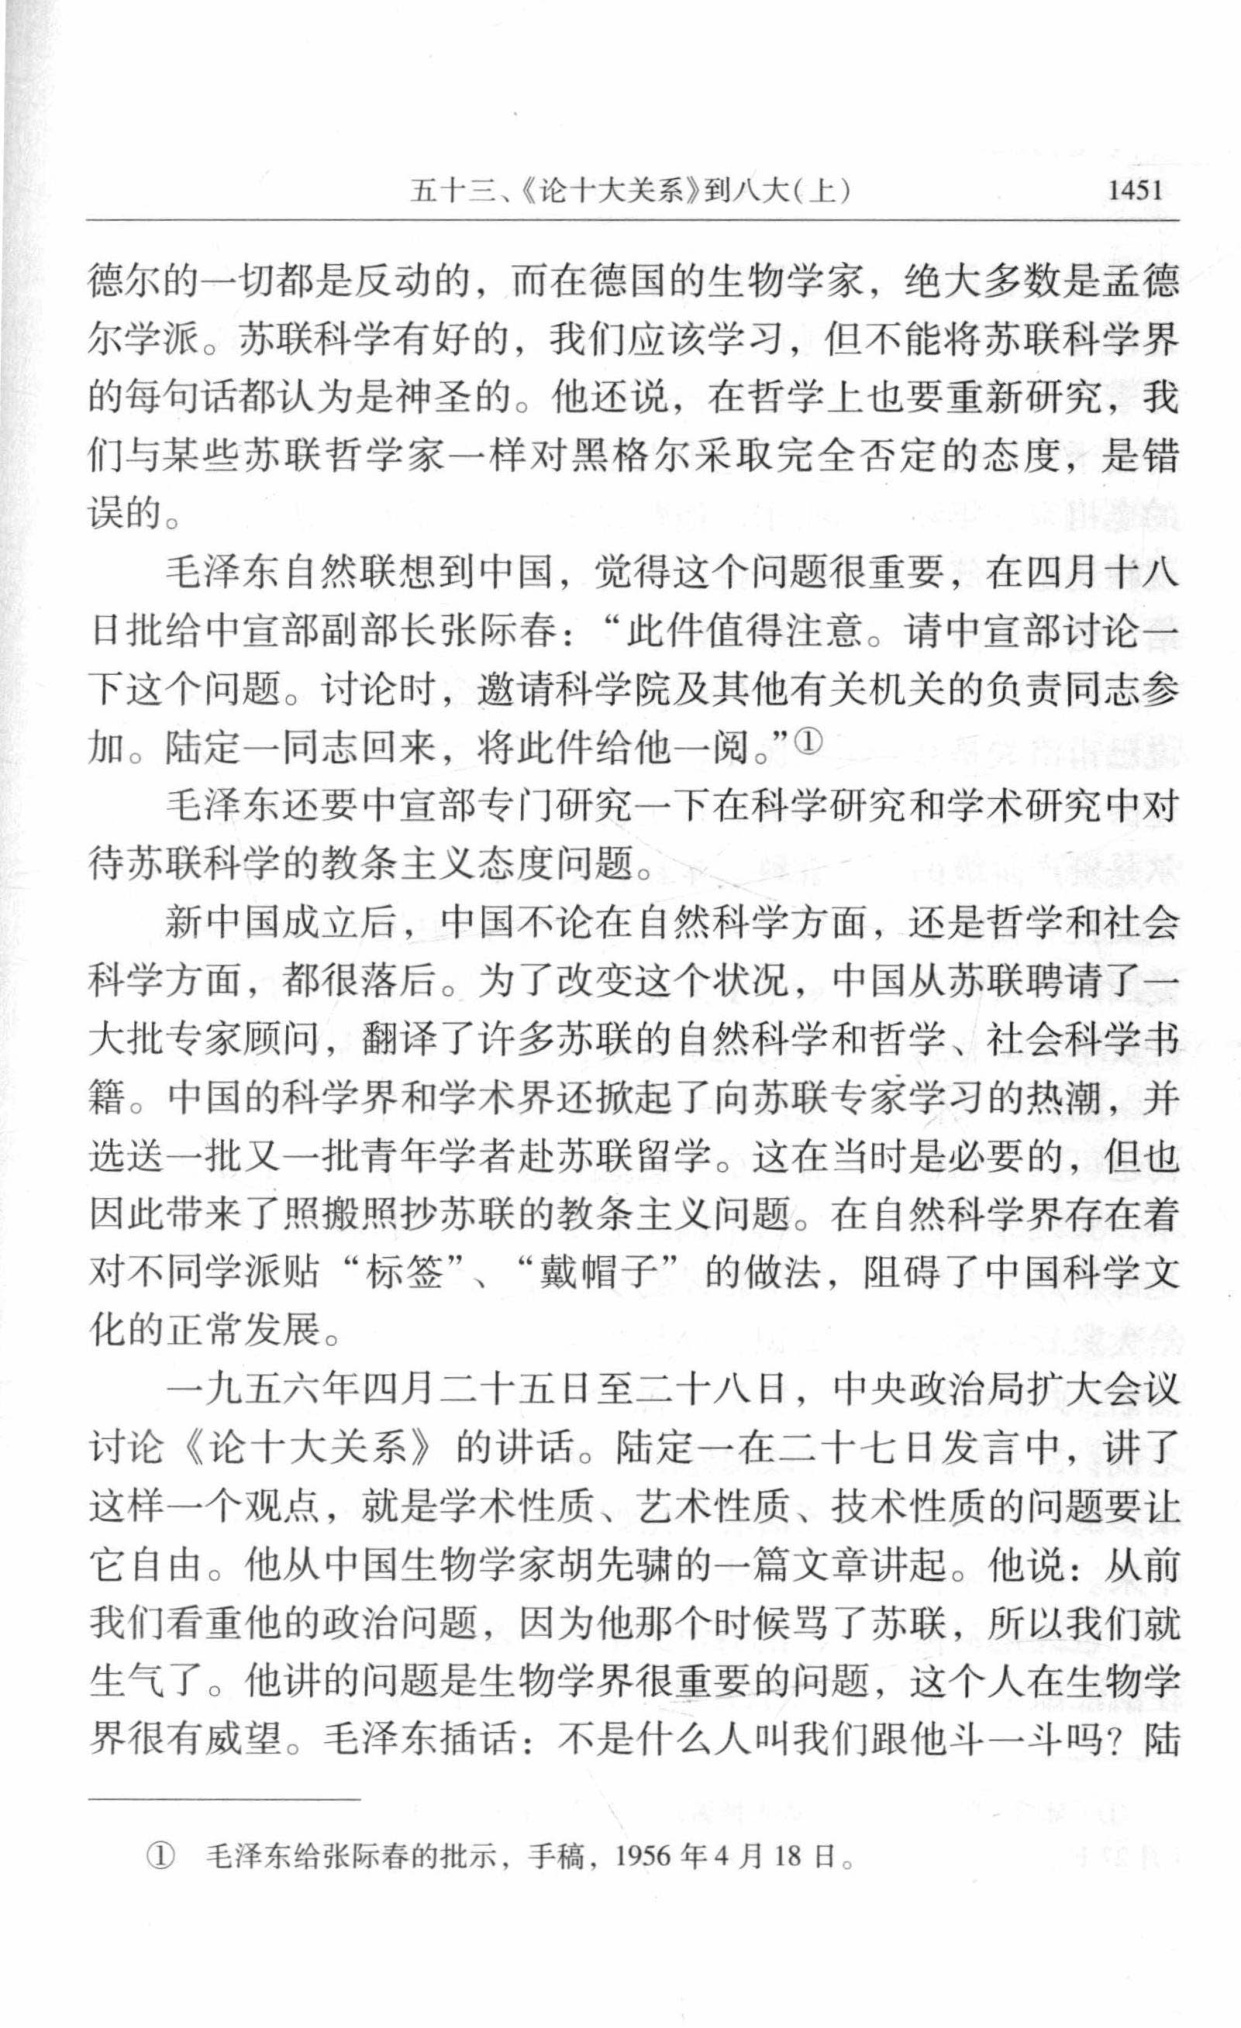 五十三、《论十大关系》到八大(上) 1451
德尔的一切都是反动的，而在德国的生物学家，绝大多数是孟德
尔学派。苏联科学有好的，我们应该学习，但不能将苏联科学界
的每句话都认为是神圣的。他还说，在哲学上也要重新研究，我
们与某些苏联哲学家一样对黑格尔采取完全否定的态度，是错
误的。
毛泽东自然联想到中国，觉得这个问题很重要，在四月十八
日批给中宣部副部长张际春：“此件值得注意。请中宣部讨论一
下这个问题。讨论时，邀请科学院及其他有关机关的负责同志参
加。陆定一同志回来，将此件给他一阅。”①
毛泽东还要中宣部专门研究一下在科学研究和学术研究中对
待苏联科学的教条主义态度问题。
新中国成立后，中国不论在自然科学方面，还是哲学和社会
科学方面，都很落后。为了改变这个状况，中国从苏联聘请了一
大批专家顾问，翻译了许多苏联的自然科学和哲学、社会科学书
籍。中国的科学界和学术界还掀起了向苏联专家学习的热潮，并
选送一批又一批青年学者赴苏联留学。这在当时是必要的，但也
因此带来了照搬照抄苏联的教条主义问题。在自然科学界存在着
对不同学派贴“标签”、“戴帽子”的做法，阻碍了中国科学文
化的正常发展。
一九五六年四月二十五日至二十八日，中央政治局扩大会议
讨论《论十大关系》的讲话。陆定一在二十七日发言中，讲了
这样一个观点，就是学术性质、艺术性质、技术性质的问题要让
它自由。他从中国生物学家胡先骕的一篇文章讲起。他说：从前
我们看重他的政治问题，因为他那个时候骂了苏联，所以我们就
生气了。他讲的问题是生物学界很重要的问题，这个人在生物学
界很有威望。毛泽东插话：不是什么人叫我们跟他斗一斗吗？陆
① 毛泽东给张际春的批示，手稿，1956年4月18日。